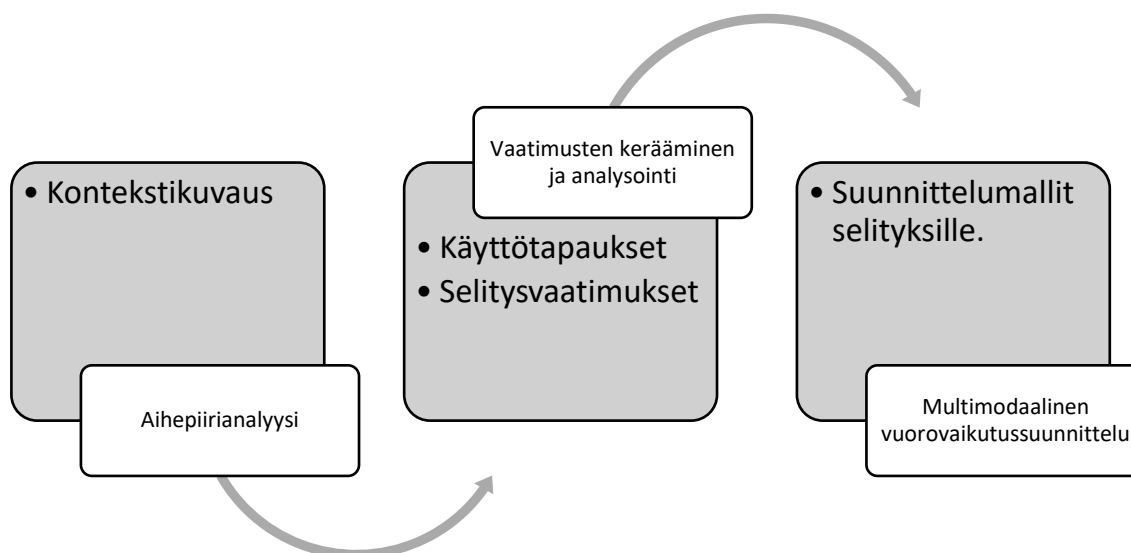 • Kontekstikuvaus
Aihepiirianalyysi
Vaatimusten kerääminen
ja analysointi
• Käyttötapaukset
• Selitysvaatimukset
• Suunnittelumallit
selityksille.
Multimodaalinen
vuorovaikutussuunnittelu